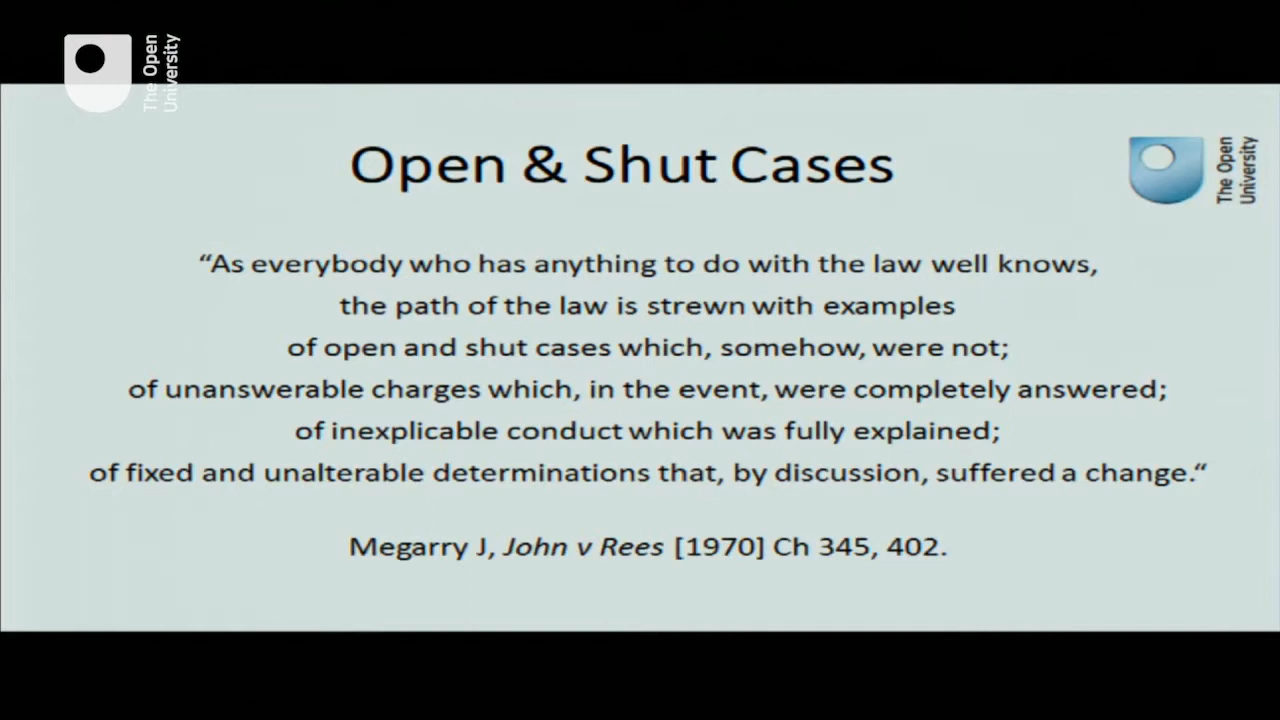 The Open
University
Open & Shut Cases
The Open
University
“As everybody who has anything to do with the law well knows,
the path of the law is strewn with examples
of open and shut cases which, somehow, were not;
of unanswerable charges which, in the event, were completely answered;
of inexplicable conduct which was fully explained;
of fixed and unalterable determinations that, by discussion, suffered a change.“
Megarry J, John v Rees [1970] Ch 345, 402.